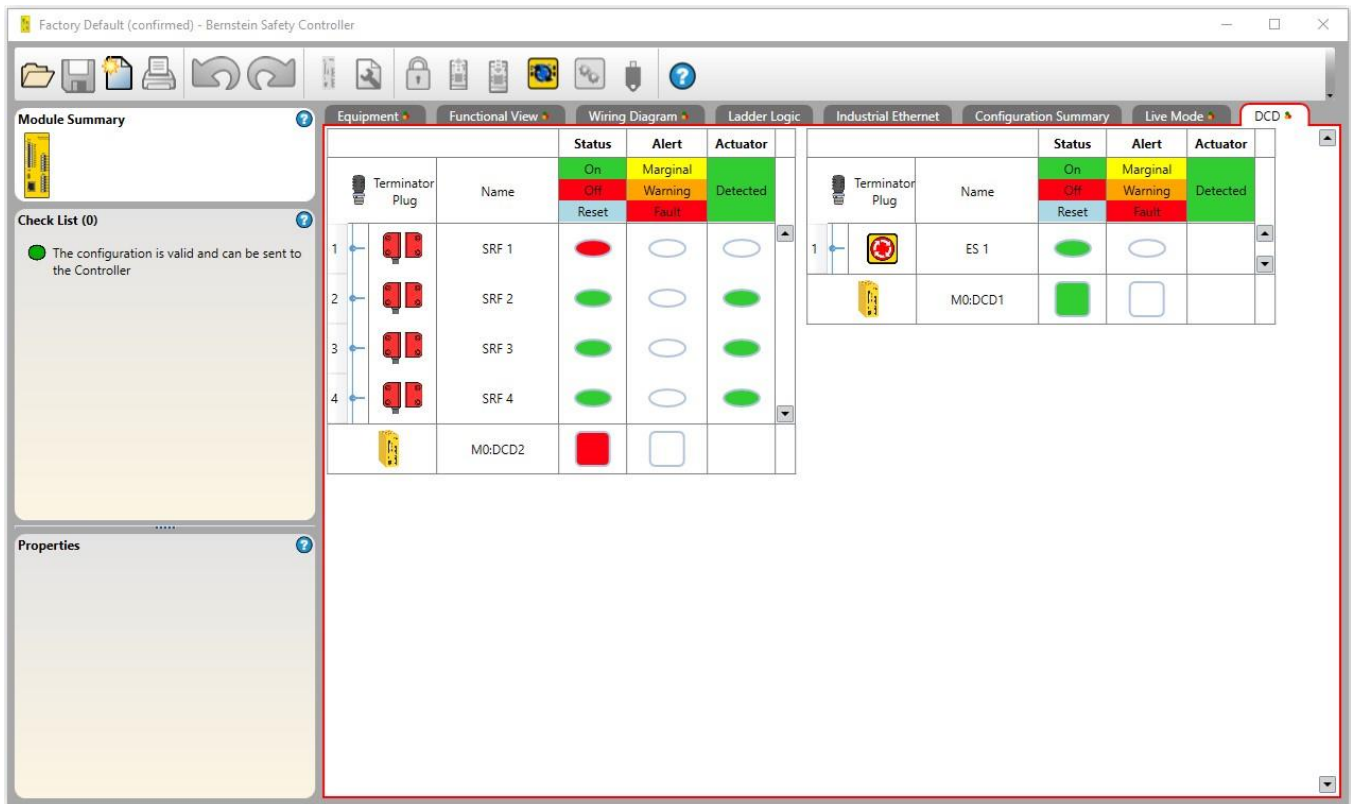 Factory Default (confirmed) - Bernstein Safety Controller
Module Summary
Check List (0)
The configuration is valid and can be sent to
the Controller
Properties
Equipment Functional View Wiring Diagram Ladder Logic Industrial Ethernet Configuration Summary Live Mode DCD
Status Alert Actuator
Terminator
Plug
Name
On Marginal
Off Warning Detected
Reset Fault
1 SRF 1
2 SRF 2
3 SRF 3
4 SRF 4
M0:DCD2
Status Alert Actuator
Terminator
Plug
Name
On Marginal
Off Warning Detected
Reset Fault
1 ES 1
M0:DCD1